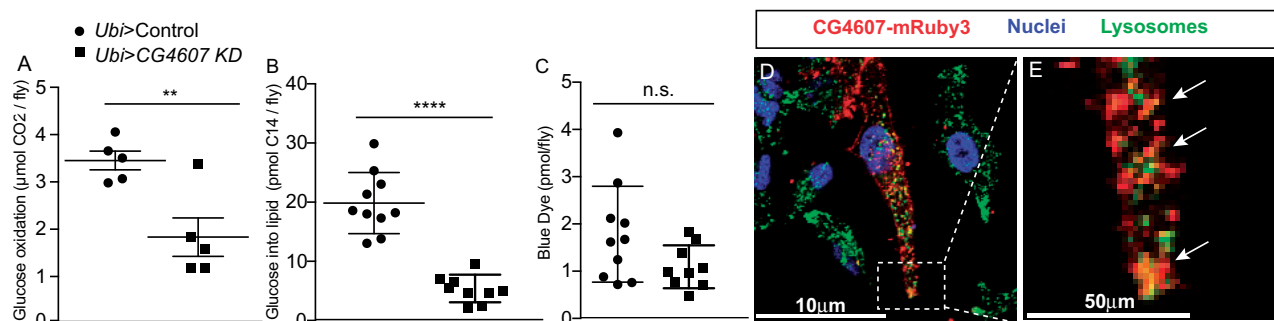 ● Ubi>Control
■ Ubi>CG4607 KD
CG4607-mRuby3 Nuclei Lysosomes
A
**
Glucose oxidation (µmol CO2 / fly)
5
4
3
2
1
0
B
****
Glucose into lipid (pmol C14 / fly)
40
30
20
10
0
C
n.s.
Blue Dye (pmol/fly)
5
4
3
2
1
0
D
10µm
E
50µm